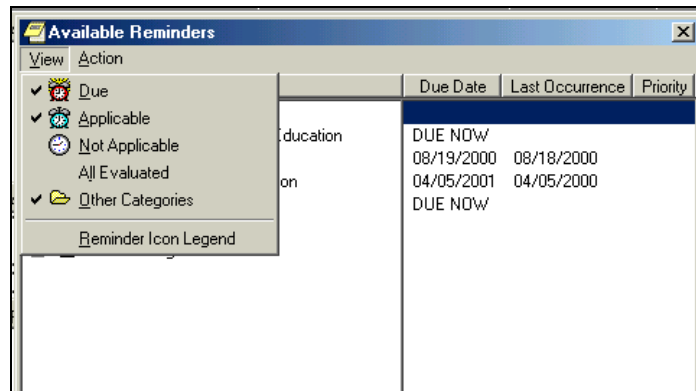 Available Reminders
View Action
Due Date Last Occurrence Priority
Due
Applicable
Not Applicable
All Evaluated
Other Categories
Reminder Icon Legend
Education DUE NOW
08/19/2000 08/18/2000
on 04/05/2001 04/05/2000
DUE NOW